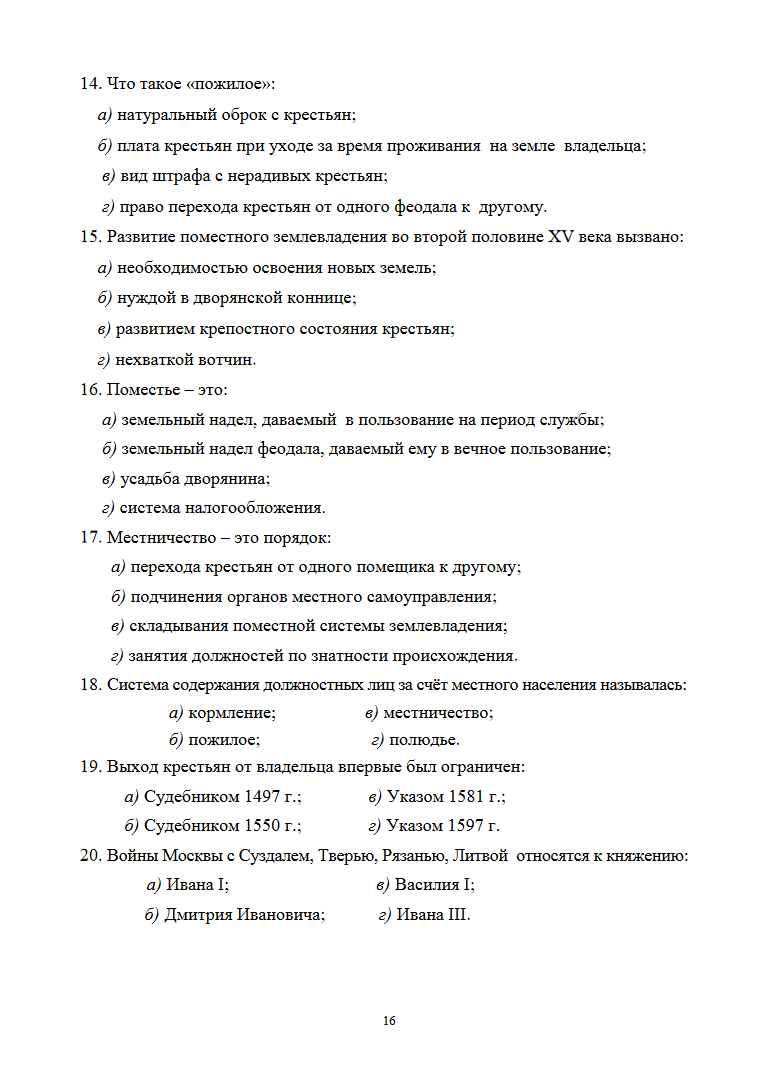 14. Что такое «пожилое»:
а) натуральный оброк с крестьян;
б) плата крестьян при уходе за время проживания на земле владельца;
в) вид штрафа с нерадивых крестьян;
г) право перехода крестьян от одного феодала к другому.
15. Развитие поместного землевладения во второй половине XV века вызвано:
а) необходимостью освоения новых земель;
б) нуждой в дворянской коннице;
в) развитием крепостного состояния крестьян;
г) нехваткой вотчин.
16. Поместье – это:
а) земельный надел, даваемый в пользование на период службы;
б) земельный надел феодала, даваемый ему в вечное пользование;
в) усадьба дворянина;
г) система налогообложения.
17. Местничество – это порядок:
а) перехода крестьян от одного помещика к другому;
б) подчинения органов местного самоуправления;
в) складывания поместной системы землевладения;
г) занятия должностей по знатности происхождения.
18. Система содержания должностных лиц за счёт местного населения называлась:
а) кормление; в) местничество;
б) пожилое; г) полюдье.
19. Выход крестьян от владельца впервые был ограничен:
а) Судебником 1497 г.; в) Указом 1581 г.;
б) Судебником 1550 г.; г) Указом 1597 г.
20. Войны Москвы с Суздалем, Тверью, Рязанью, Литвой относятся к княжению:
а) Ивана I; в) Василия I;
б) Дмитрия Ивановича; г) Ивана III.
16